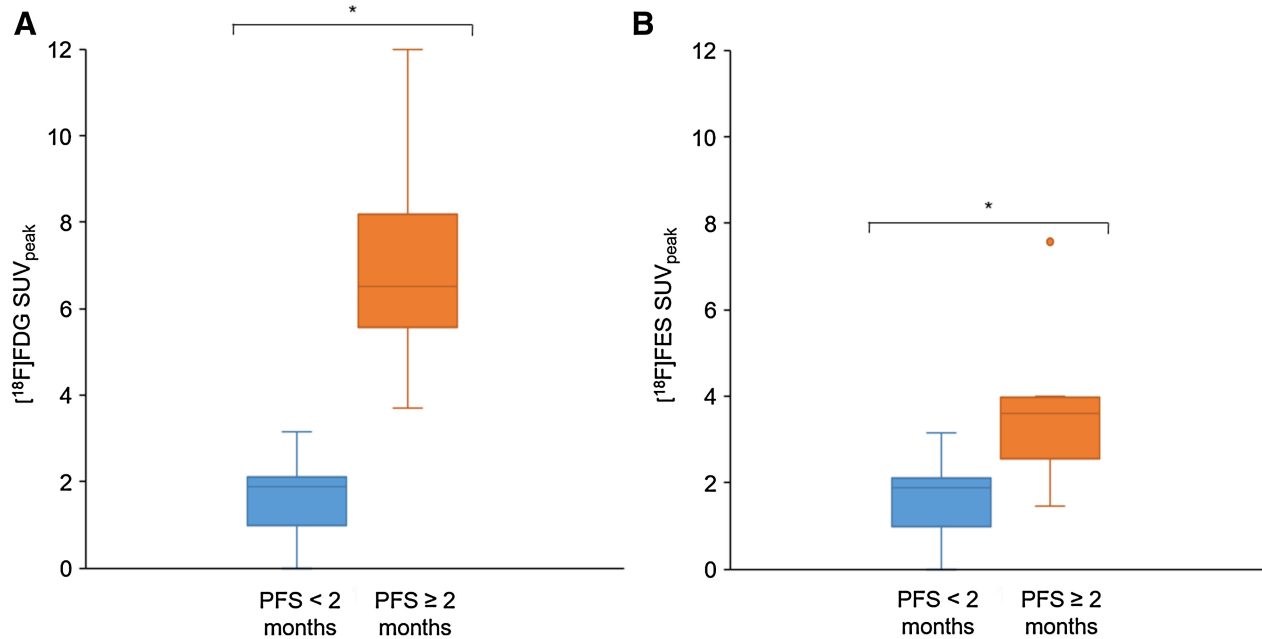 A
*
12
10
8
6
4
2
0
[¹⁸F]FDG SUVpeak
PFS < 2
months
PFS ≥ 2
months
B
*
12
10
8
6
4
2
0
[¹⁸F]FES SUVpeak
PFS < 2
months
PFS ≥ 2
months